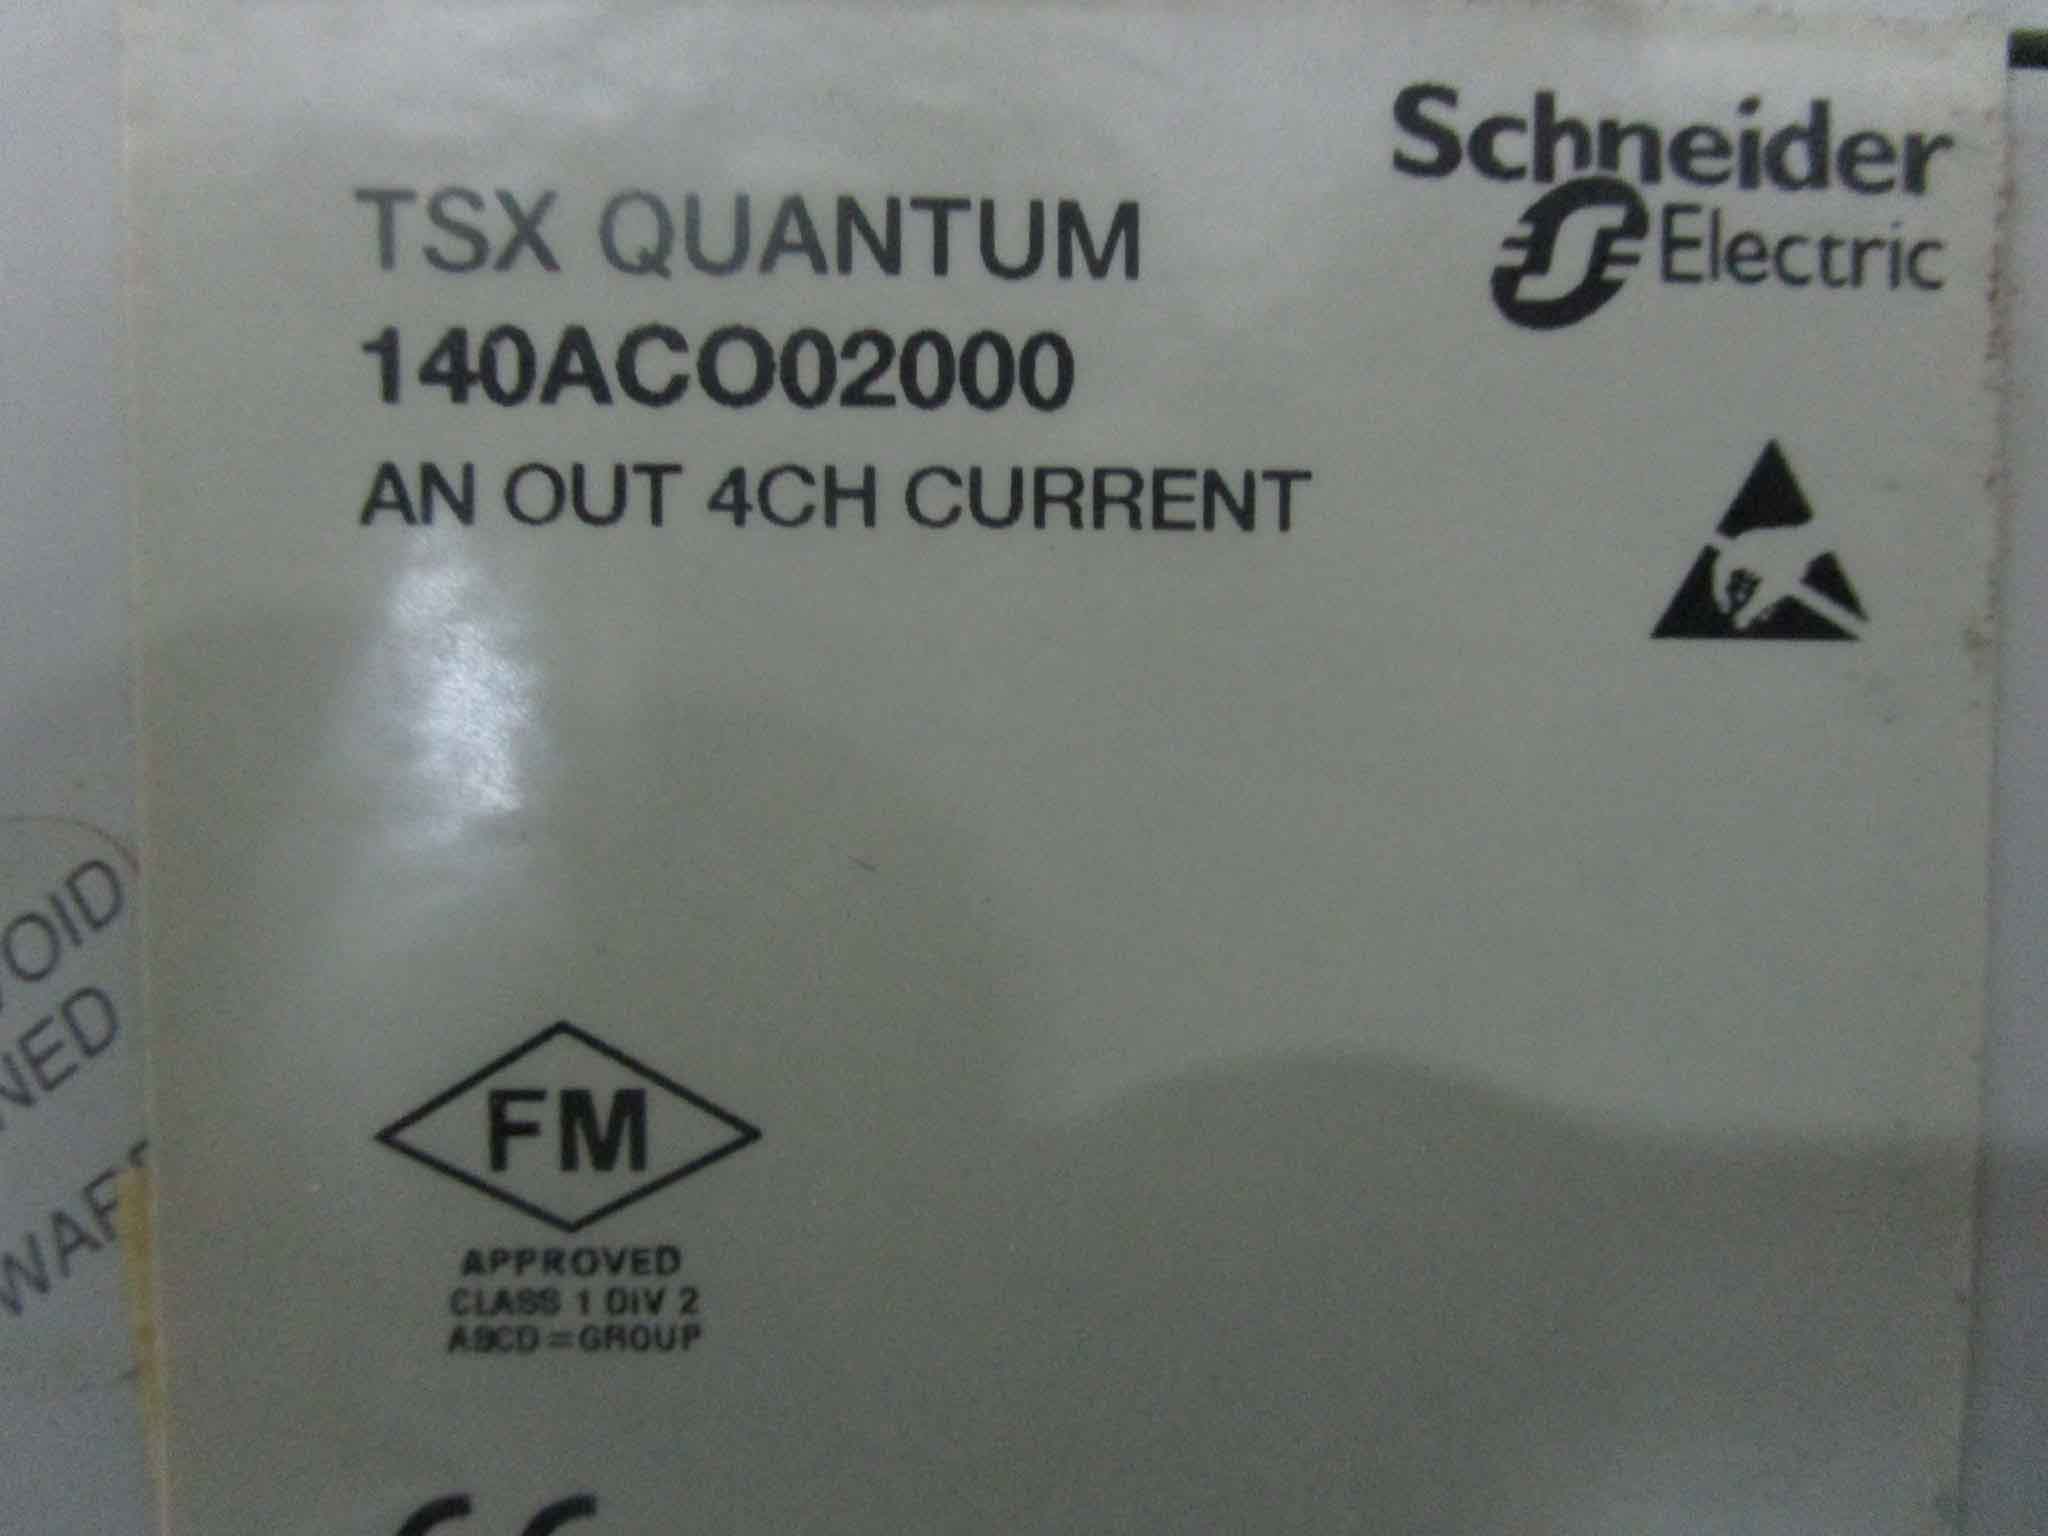 Schneider
Electric
TSX QUANTUM
140ACO02000
AN OUT 4CH CURRENT
OID
NED
FM
APPROVED
CLASS 1 DIV 2
ABCD=GROUP
CE